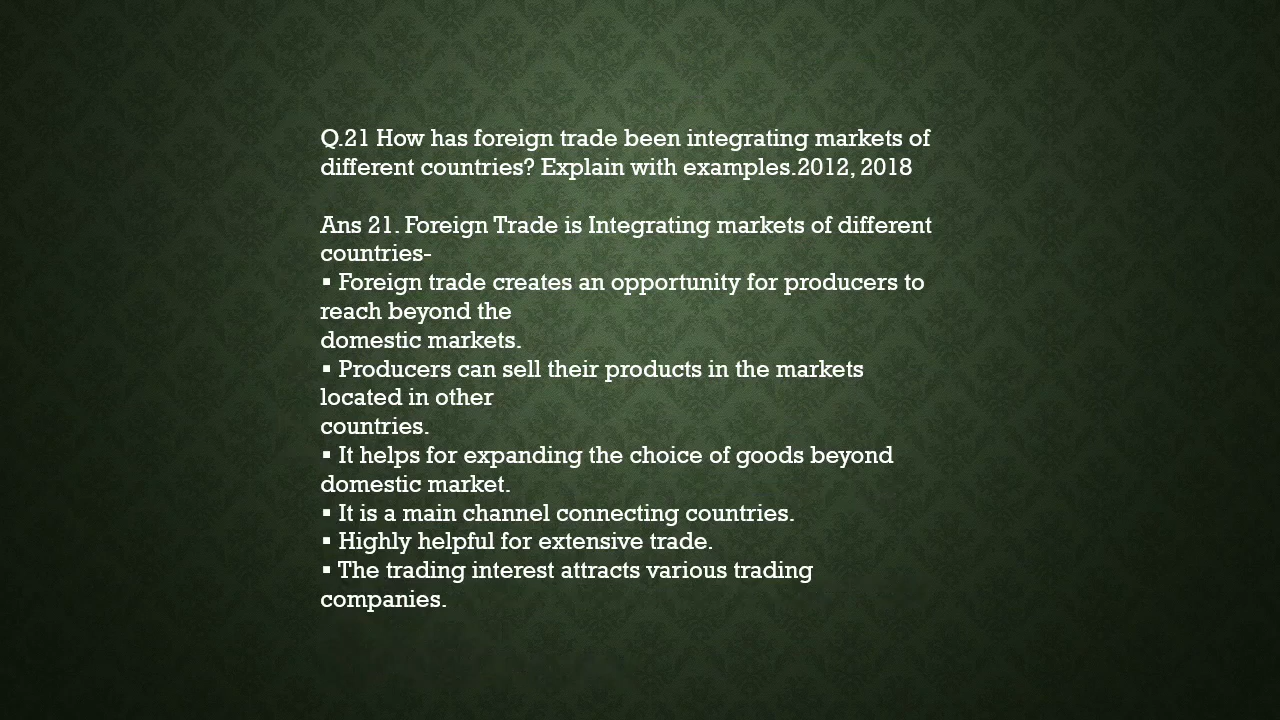 Q.21 How has foreign trade been integrating markets of
different countries? Explain with examples.2012, 2018

Ans 21. Foreign Trade is Integrating markets of different
countries-
▪ Foreign trade creates an opportunity for producers to
reach beyond the
domestic markets.
▪ Producers can sell their products in the markets
located in other
countries.
▪ It helps for expanding the choice of goods beyond
domestic market.
▪ It is a main channel connecting countries.
▪ Highly helpful for extensive trade.
▪ The trading interest attracts various trading
companies.